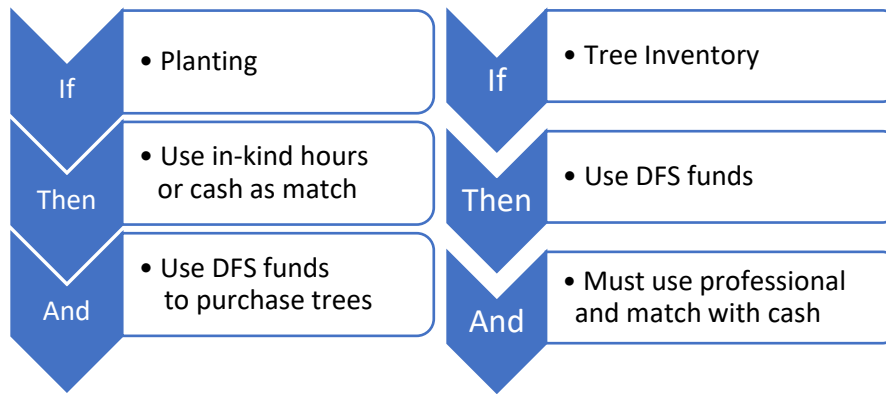 If
• Planting
Then
• Use in-kind hours
or cash as match
And
• Use DFS funds
to purchase trees
If
• Tree Inventory
Then
• Use DFS funds
And
• Must use professional
and match with cash